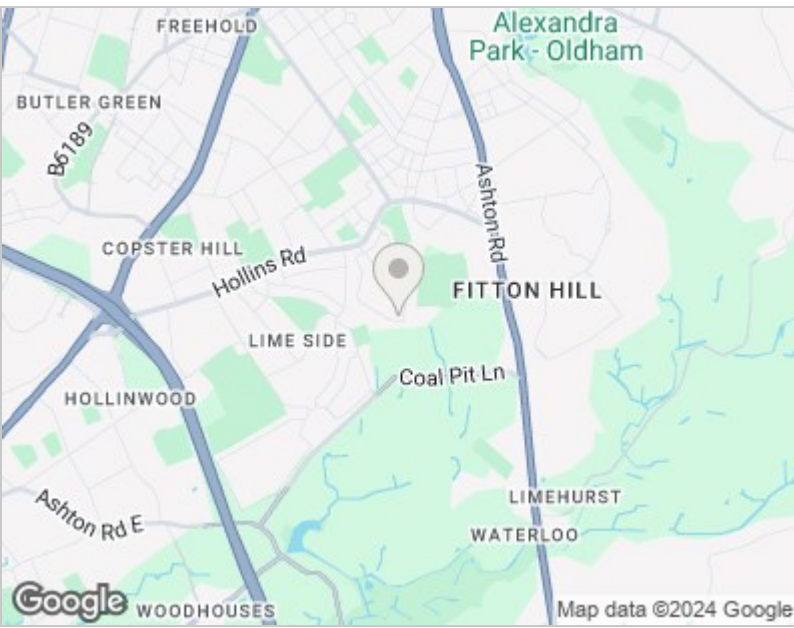 FREEHOLD
Alexandra
Park - Oldham
BUTLER GREEN
B6189
Ashton Rd
COPSTER HILL
Hollins Rd
FITTON HILL
LIME SIDE
Coal Pit Ln
HOLLINWOOD
Ashton Rd E
LIMEHURST
WATERLOO
Google
WOODHOUSES
Map data ©2024 Google